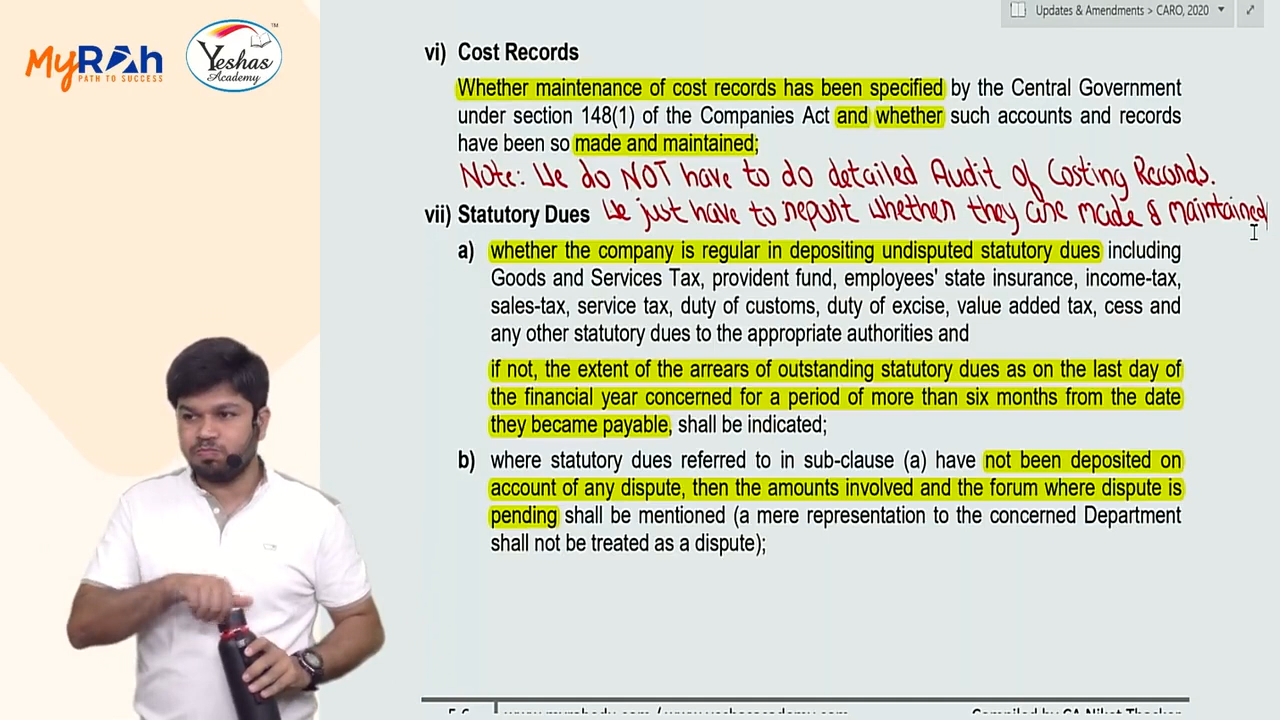 Updates & Amendments > CARO, 2020
MyRAh
PATH TO SUCCESS
Yeshas
Academy
TM
vi) Cost Records
Whether maintenance of cost records has been specified by the Central Government
under section 148(1) of the Companies Act and whether such accounts and records
have been so made and maintained;
Note: We do NOT have to do detailed Audit of Costing Records.
vii) Statutory Dues We just have to report whether they are made & maintained
a) whether the company is regular in depositing undisputed statutory dues including
Goods and Services Tax, provident fund, employees' state insurance, income-tax,
sales-tax, service tax, duty of customs, duty of excise, value added tax, cess and
any other statutory dues to the appropriate authorities and
if not, the extent of the arrears of outstanding statutory dues as on the last day of
the financial year concerned for a period of more than six months from the date
they became payable, shall be indicated;
b) where statutory dues referred to in sub-clause (a) have not been deposited on
account of any dispute, then the amounts involved and the forum where dispute is
pending shall be mentioned (a mere representation to the concerned Department
shall not be treated as a dispute);